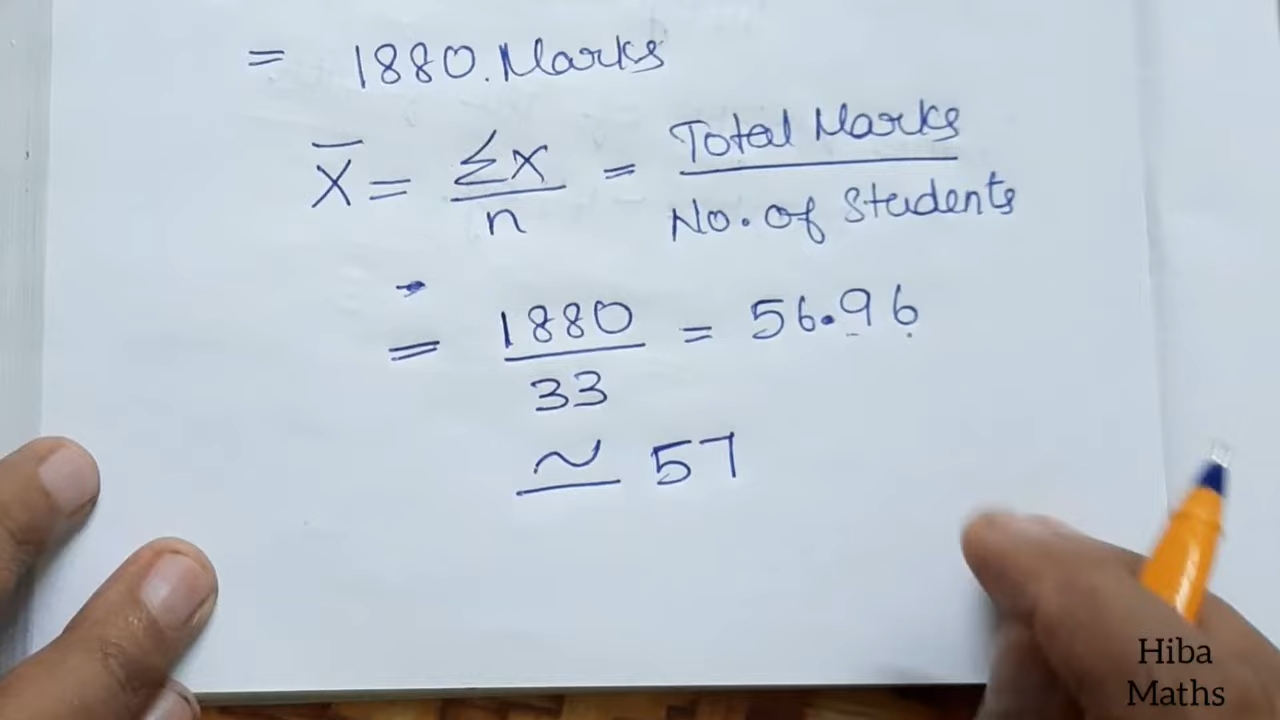 = 1880. Marks
X̄ = Σx/n = Total Marks/No. of Students
= 1880/33 = 56.96
≃ 57
Hiba
Maths